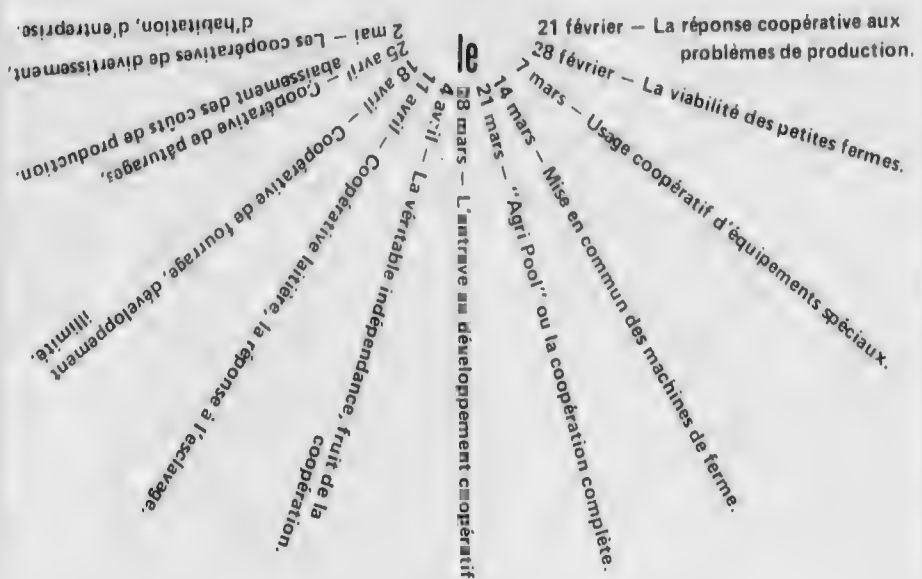 le
21 février — La réponse coopérative aux
problèmes de production.
28 février — La viabilité des petites fermes.
7 mars — Usage coopératif d'équipements spéciaux.
14 mars — Mise en commun des machines de ferme.
21 mars — "Agri Pool" ou la coopération complète.
28 mars — L'entrave au développement coopératif
4 avril — La véritable indépendance, fruit de la
coopération.
11 avril — Coopérative laitière, la réponse à l'esclavage.
18 avril — Coopérative de fourrage, développement
illimité.
25 avril — Coopérative de pâturages,
abaissement des coûts de production.
2 mai — Les coopératives de divertissement,
d'habitation, d'entreprise.